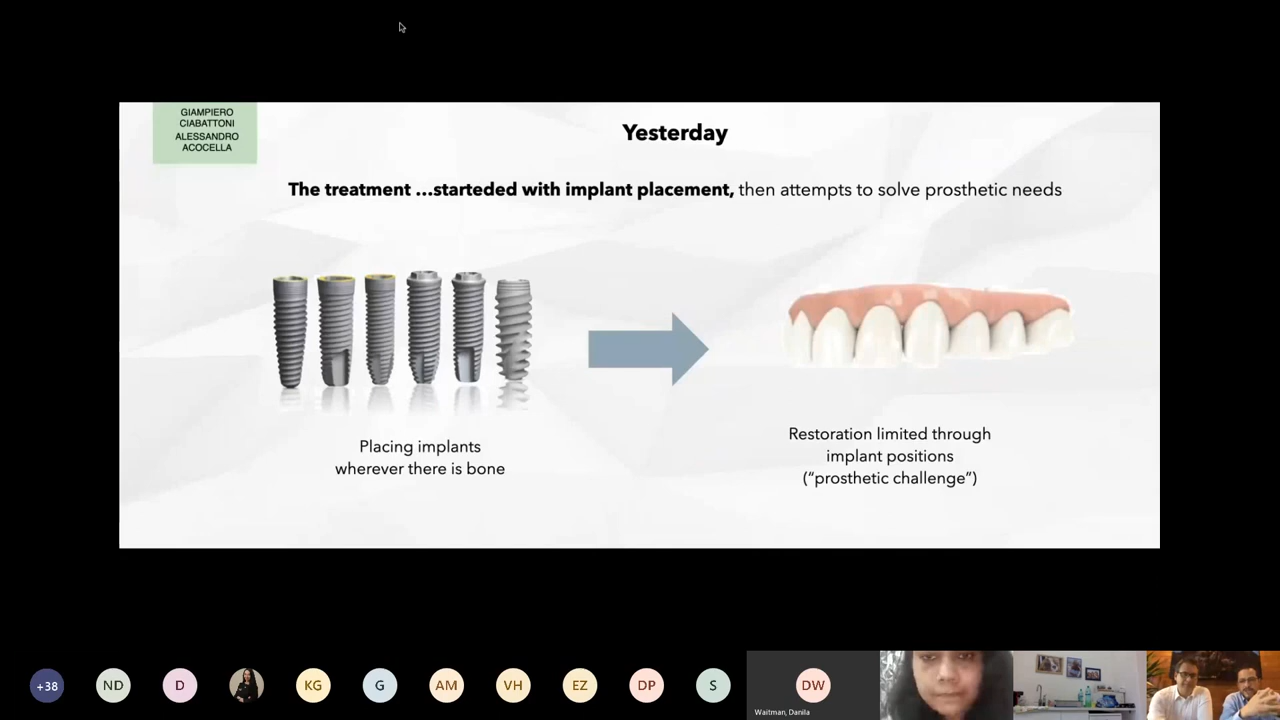 GIAMPIERO
CIABATTONI
ALESSANDRO
ACOCELLA
Yesterday
The treatment ...starteded with implant placement, then attempts to solve prosthetic needs
Placing implants
wherever there is bone
Restoration limited through
implant positions
(“prosthetic challenge”)
+38
ND
D
KG
G
AM
VH
EZ
DP
S
DW
Waitman, Danila